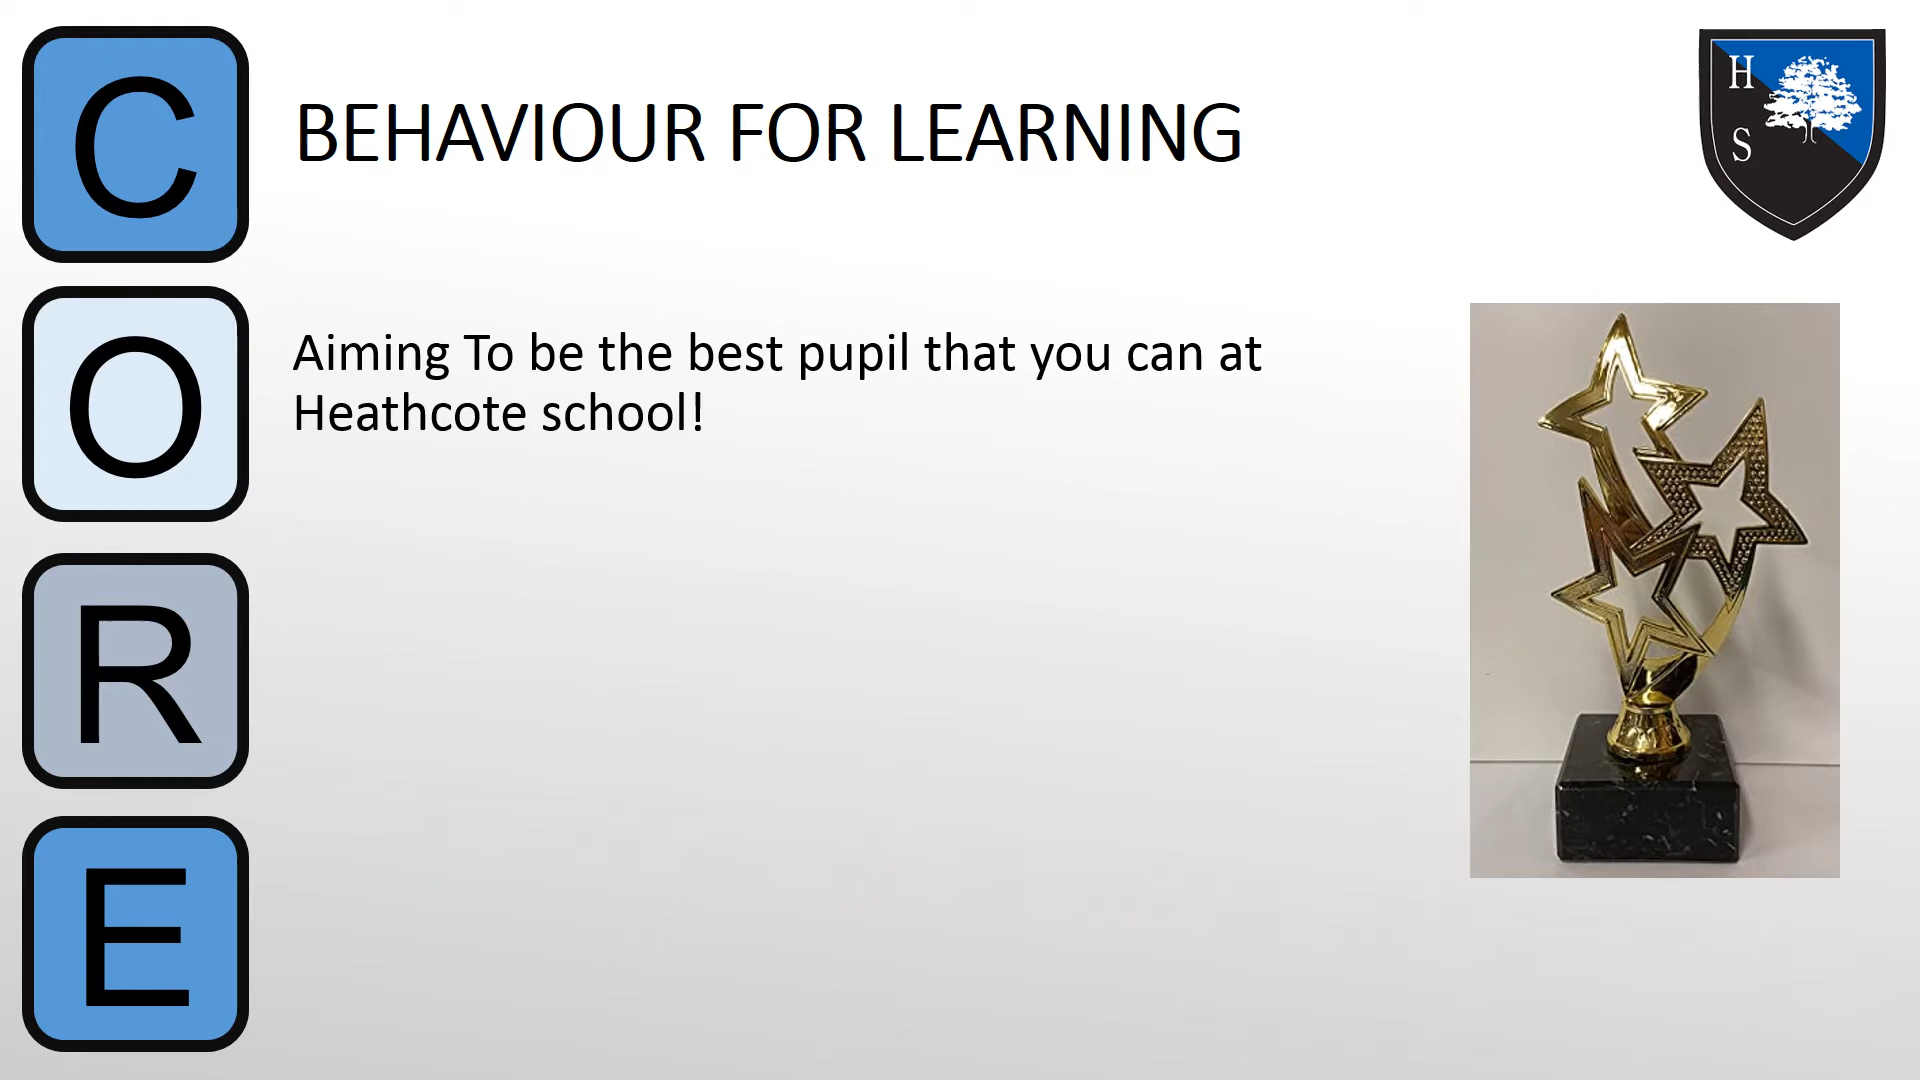 C
O
R
E
BEHAVIOUR FOR LEARNING
H
S
Aiming To be the best pupil that you can at
Heathcote school!